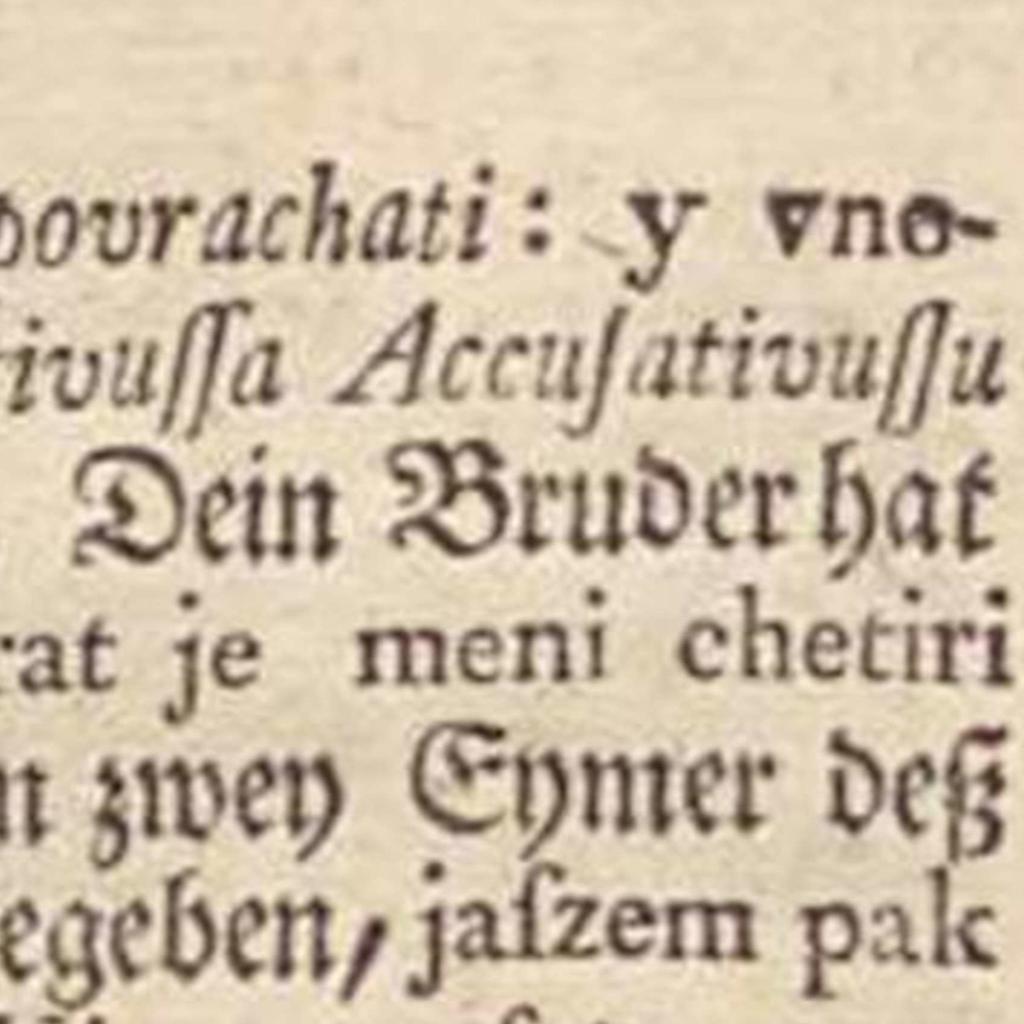 povrachati: y vno-
ivuſſa Accuſativuſſu
Dein Bruder hat
rat je meni chetiri
zwey Eymer deß
egeben, jaſzem pak